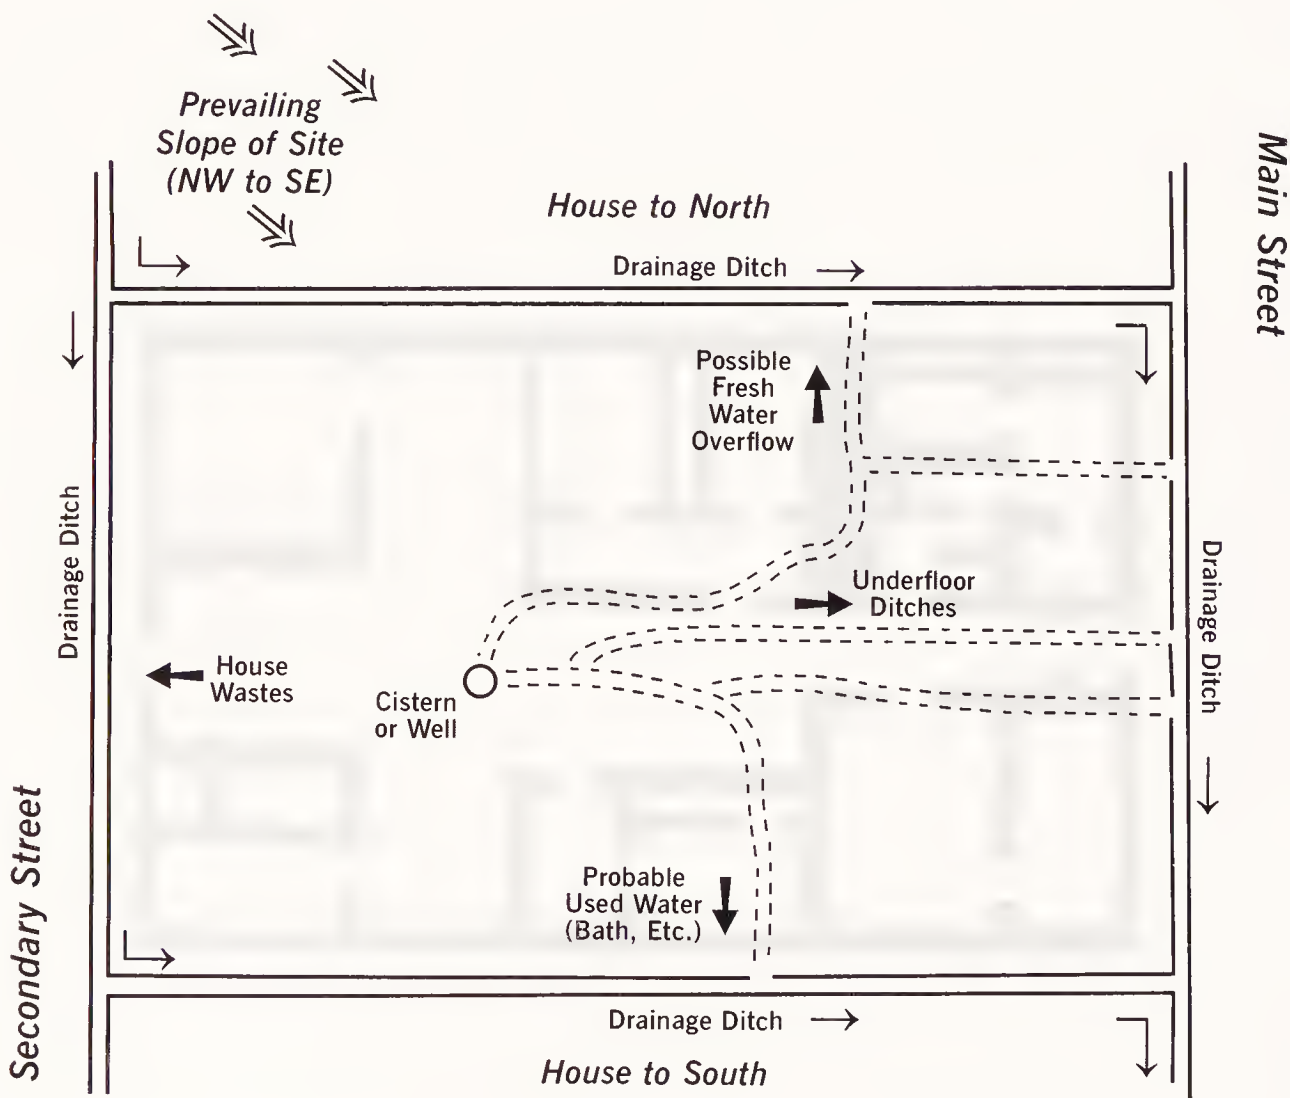 Prevailing
Slope of Site
(NW to SE)
Main Street
House to North
Drainage Ditch
Possible
Fresh
Water
Overflow
Drainage Ditch
Underfloor
Ditches
Drainage Ditch
House
Wastes
Cistern
or Well
Secondary Street
Probable
Used Water
(Bath, Etc.)
Drainage Ditch
House to South